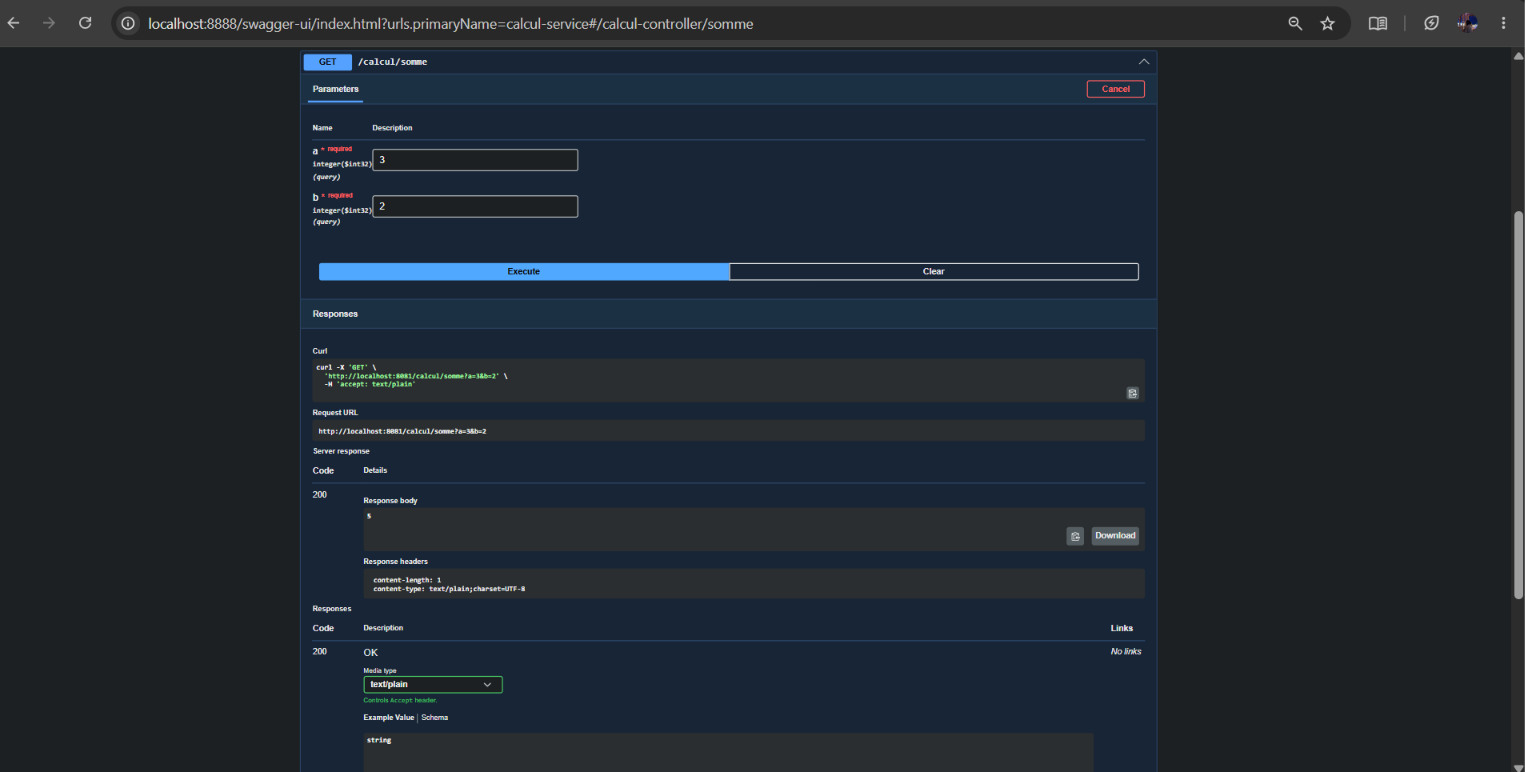 localhost:8888/swagger-ui/index.html?urls.primaryName=calcul-service#/calcul-controller/somme
GET /calcul/somme
Parameters
Cancel
Name Description
a * required
integer($int32)
(query)
3
b * required
integer($int32)
(query)
2
Execute Clear
Responses
Curl
curl -X 'GET' \
'http://localhost:8081/calcul/somme?a=3&b=2' \
-H 'accept: text/plain'
Request URL
http://localhost:8081/calcul/somme?a=3&b=2
Server response
Code Details
200
Response body
5
Download
Response headers
content-length: 1
content-type: text/plain;charset=UTF-8
Responses
Code Description Links
200 OK No links
Media type
text/plain
Controls Accept header.
Example Value | Schema
string